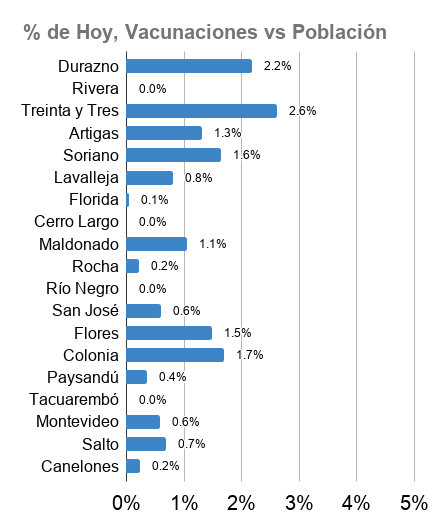 % de Hoy, Vacunaciones vs Población
Durazno 2.2%
Rivera 0.0%
Treinta y Tres 2.6%
Artigas 1.3%
Soriano 1.6%
Lavalleja 0.8%
Florida 0.1%
Cerro Largo 0.0%
Maldonado 1.1%
Rocha 0.2%
Río Negro 0.0%
San José 0.6%
Flores 1.5%
Colonia 1.7%
Paysandú 0.4%
Tacuarembó 0.0%
Montevideo 0.6%
Salto 0.7%
Canelones 0.2%
0% 1% 2% 3% 4% 5%